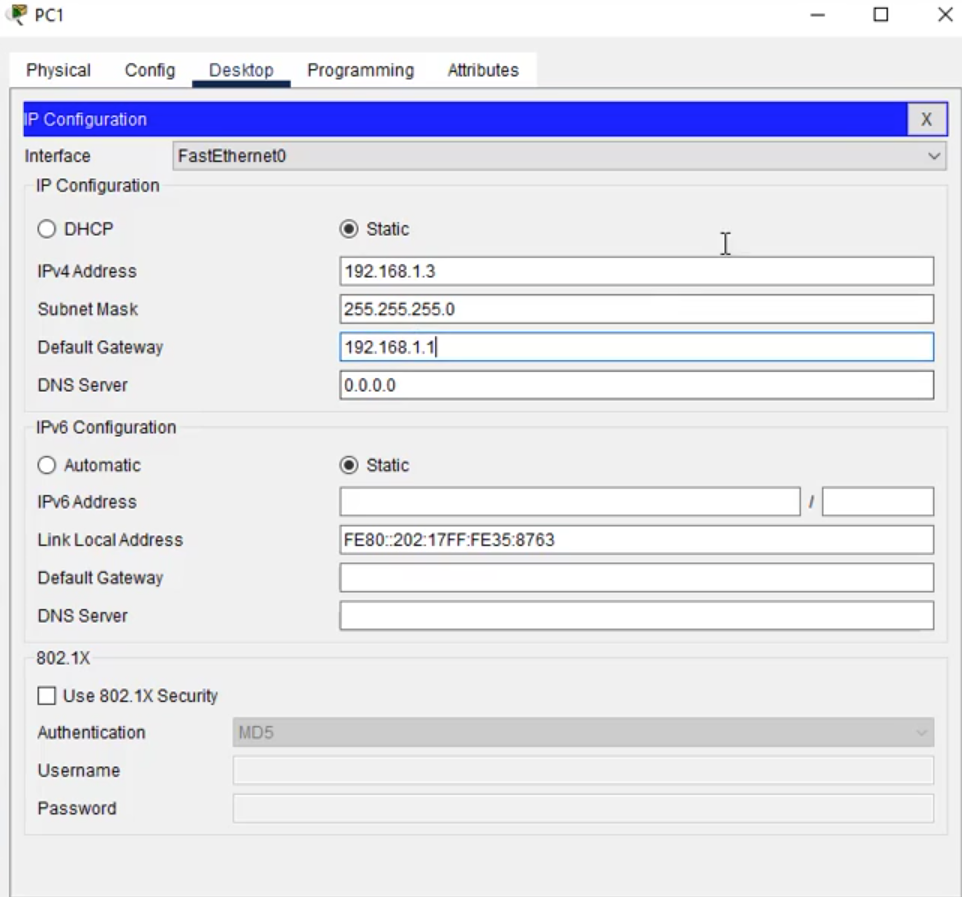 PC1
Physical Config Desktop Programming Attributes
IP Configuration X
Interface FastEthernet0
IP Configuration
DHCP Static
IPv4 Address 192.168.1.3
Subnet Mask 255.255.255.0
Default Gateway 192.168.1.1
DNS Server 0.0.0.0
IPv6 Configuration
Automatic Static
IPv6 Address /
Link Local Address FE80::202:17FF:FE35:8763
Default Gateway
DNS Server
802.1X
Use 802.1X Security
Authentication MD5
Username
Password